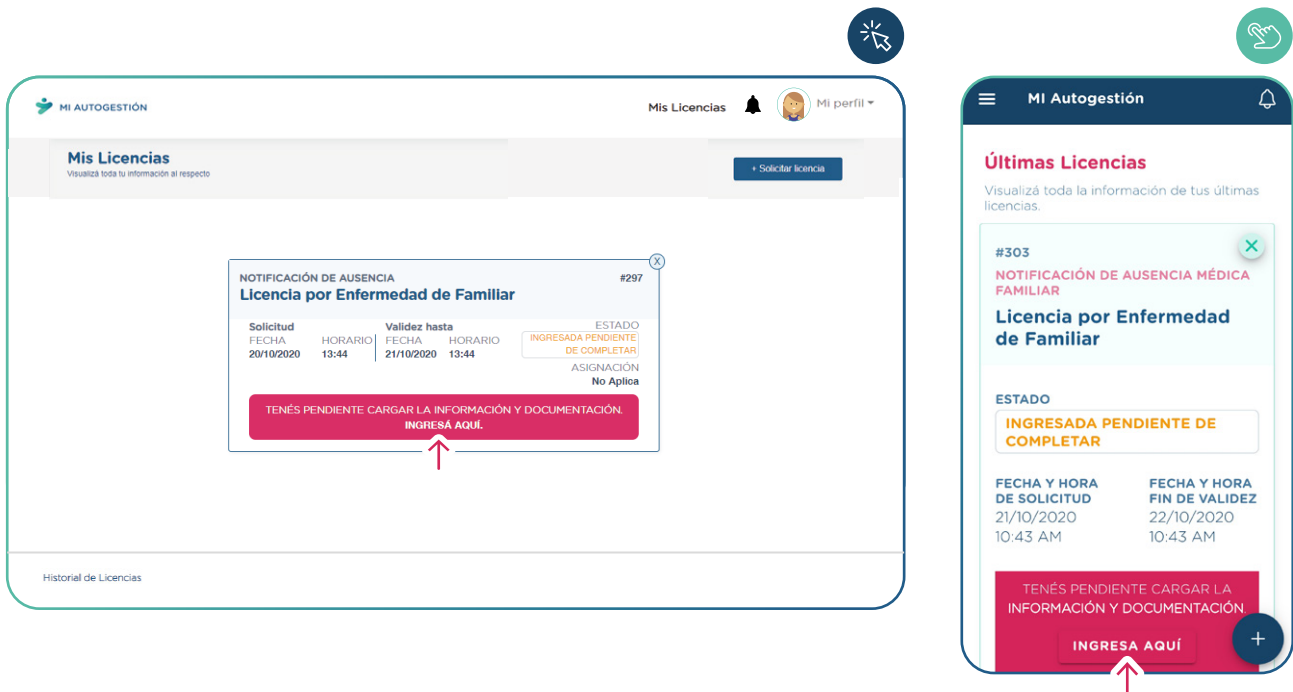 MI AUTOGESTIÓN
Mis Licencias
Mi perfil
Mis Licencias
Visualizá toda tu información al respecto
+ Solicitar licencia
X
NOTIFICACIÓN DE AUSENCIA #297
Licencia por Enfermedad de Familiar
Solicitud Validez hasta ESTADO
FECHA HORARIO FECHA HORARIO
20/10/2020 13:44 21/10/2020 13:44
INGRESADA PENDIENTE
DE COMPLETAR
ASIGNACIÓN
No Aplica
TENÉS PENDIENTE CARGAR LA INFORMACIÓN Y DOCUMENTACIÓN.
INGRESÁ AQUÍ.
Historial de Licencias
MI Autogestión
Últimas Licencias
Visualizá toda la información de tus últimas
licencias.
#303
NOTIFICACIÓN DE AUSENCIA MÉDICA
FAMILIAR
Licencia por Enfermedad
de Familiar
ESTADO
INGRESADA PENDIENTE DE
COMPLETAR
FECHA Y HORA FECHA Y HORA
DE SOLICITUD FIN DE VALIDEZ
21/10/2020 22/10/2020
10:43 AM 10:43 AM
TENÉS PENDIENTE CARGAR LA
INFORMACIÓN Y DOCUMENTACIÓN.
INGRESA AQUÍ
+